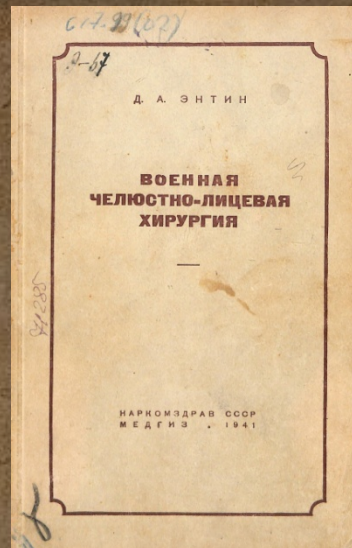 Д. А. ЭНТИН
ВОЕННАЯ
ЧЕЛЮСТНО-ЛИЦЕВАЯ
ХИРУРГИЯ
НАРКОМЗДРАВ СССР
МЕДГИЗ . 1941